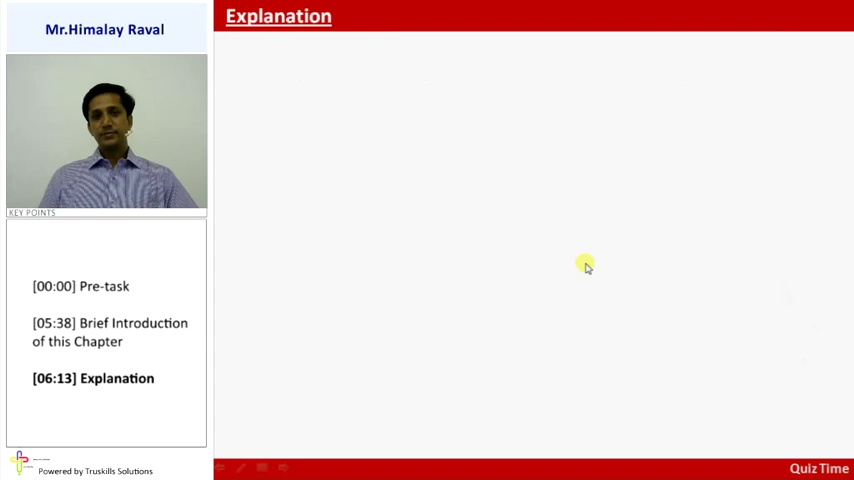 Mr.Himalay Raval
Explanation
KEY POINTS
[00:00] Pre-task
[05:38] Brief Introduction
of this Chapter
[06:13] Explanation
Powered by Truskills Solutions
Quiz Time